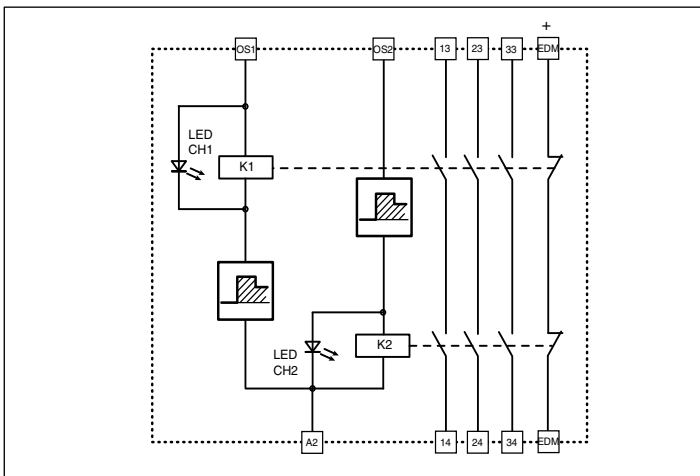 +
OS1 OS2 13 23 33 EDM
LED
CH1
K1
K2
LED
CH2
A2 14 24 34 EDM